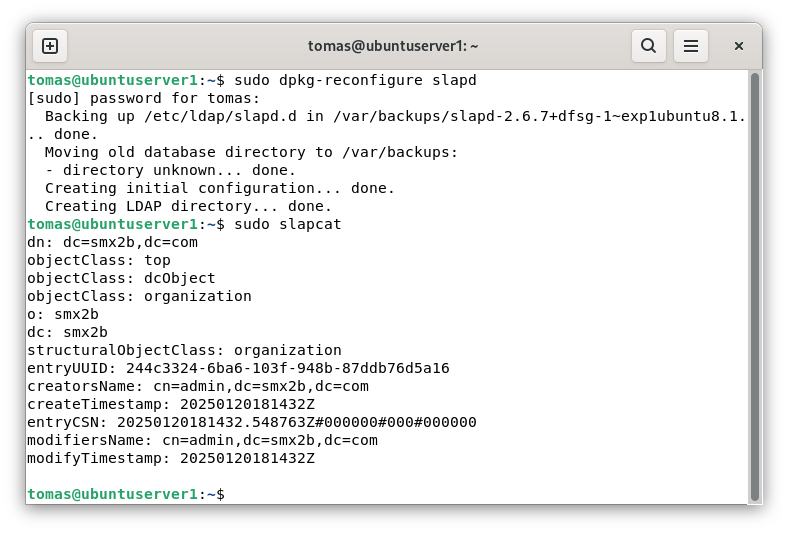 tomas@ubuntuserver1: ~
tomas@ubuntuserver1:~$ sudo dpkg-reconfigure slapd
[sudo] password for tomas:
  Backing up /etc/ldap/slapd.d in /var/backups/slapd-2.6.7+dfsg-1~exp1ubuntu8.1.
.. done.
  Moving old database directory to /var/backups:
  - directory unknown... done.
  Creating initial configuration... done.
  Creating LDAP directory... done.
tomas@ubuntuserver1:~$ sudo slapcat
dn: dc=smx2b,dc=com
objectClass: top
objectClass: dcObject
objectClass: organization
o: smx2b
dc: smx2b
structuralObjectClass: organization
entryUUID: 244c3324-6ba6-103f-948b-87ddb76d5a16
creatorsName: cn=admin,dc=smx2b,dc=com
createTimestamp: 20250120181432Z
entryCSN: 20250120181432.548763Z#000000#000#000000
modifiersName: cn=admin,dc=smx2b,dc=com
modifyTimestamp: 20250120181432Z

tomas@ubuntuserver1:~$